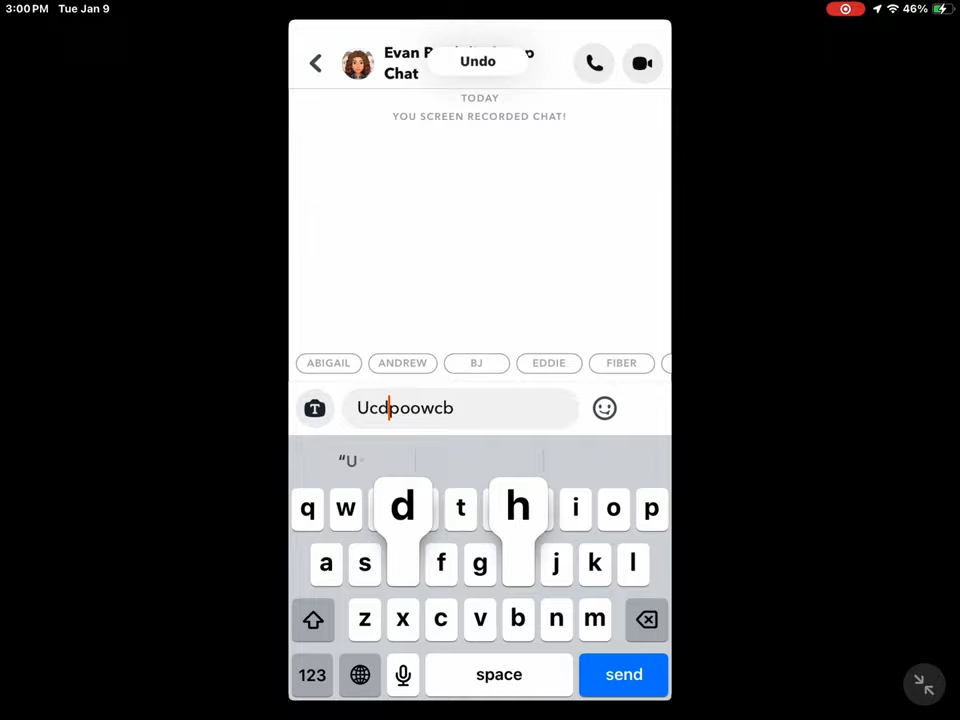 3:00 PM Tue Jan 9
46%
Evan
Undo
Chat
TODAY
YOU SCREEN RECORDED CHAT!
ABIGAIL ANDREW BJ EDDIE FIBER
T Ucdpoowcb
“U
q w t i o p
d h
a s f g j k l
z x c v b n m
123 space send